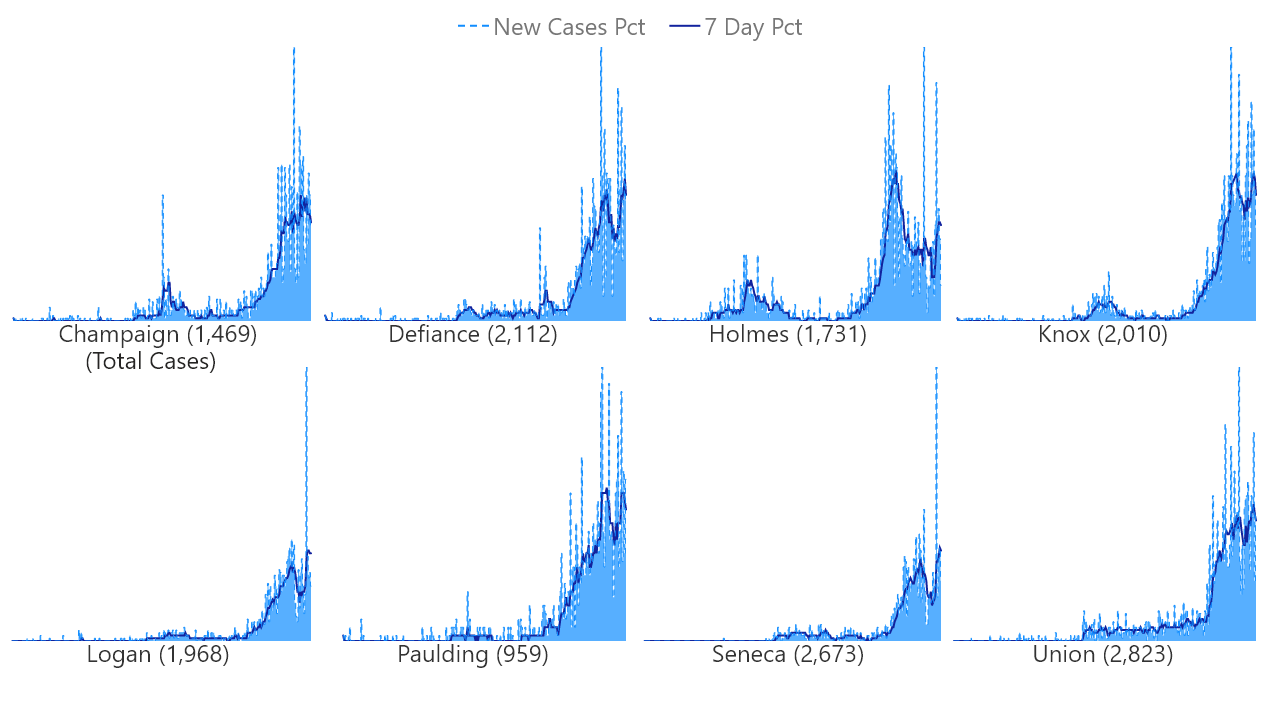 New Cases Pct 7 Day Pct
Champaign (1,469) Defiance (2,112) Holmes (1,731) Knox (2,010)
(Total Cases)
Logan (1,968) Paulding (959) Seneca (2,673) Union (2,823)